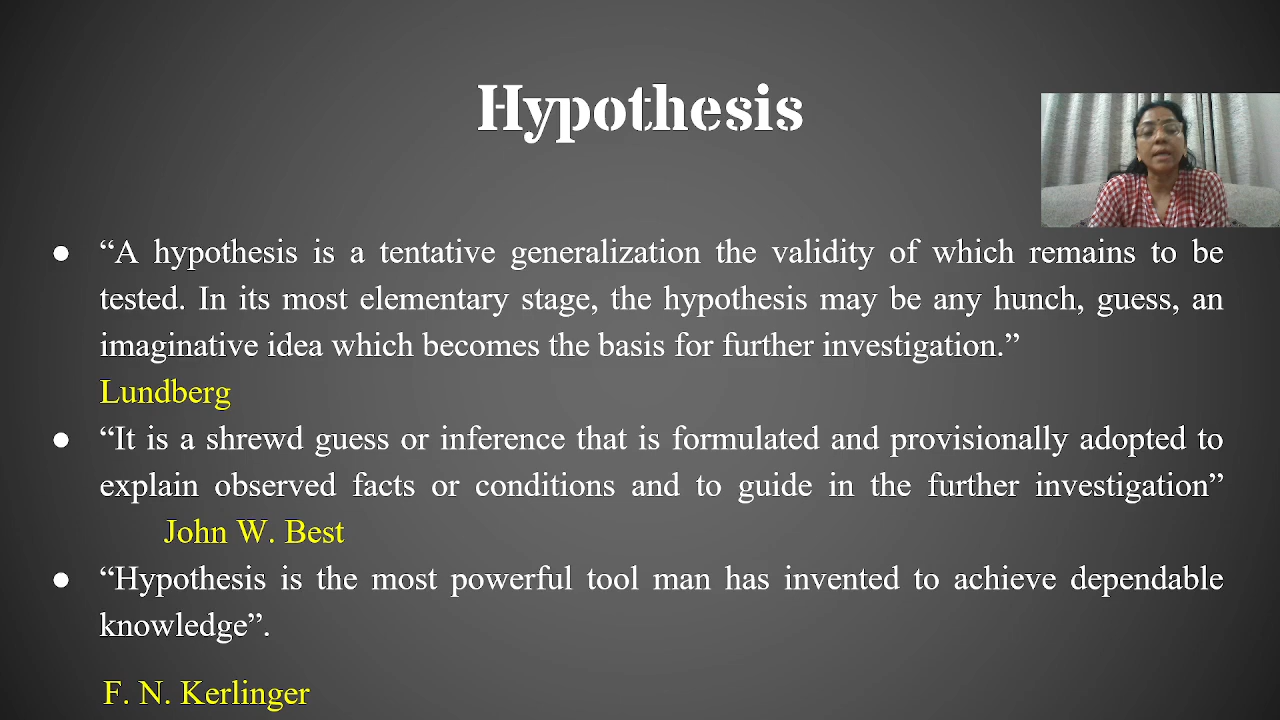 Hypothesis
● “A hypothesis is a tentative generalization the validity of which remains to be
tested. In its most elementary stage, the hypothesis may be any hunch, guess, an
imaginative idea which becomes the basis for further investigation.”
Lundberg
● “It is a shrewd guess or inference that is formulated and provisionally adopted to
explain observed facts or conditions and to guide in the further investigation”
John W. Best
● “Hypothesis is the most powerful tool man has invented to achieve dependable
knowledge”.
F. N. Kerlinger